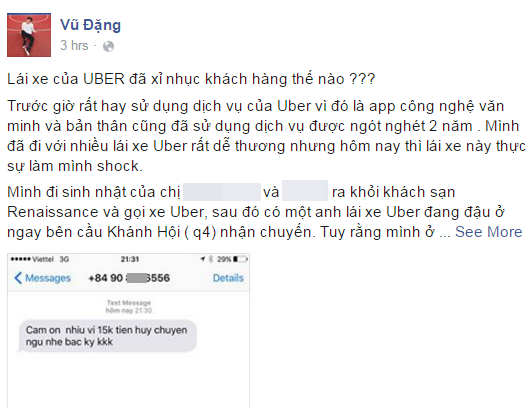 Vũ Đặng
3 hrs ·
Lái xe của UBER đã xỉ nhục khách hàng thế nào ???
Trước giờ rất hay sử dụng dịch vụ của Uber vì đó là app công nghệ văn
minh và bản thân cũng đã sử dụng dịch vụ được ngót nghét 2 năm . Mình
đã đi với nhiều lái xe Uber rất dễ thương nhưng hôm nay thì lái xe này thực
sự làm mình shock.
Mình đi sinh nhật của chị và ra khỏi khách sạn
Renaissance và gọi xe Uber, sau đó có một anh lái xe Uber đang đậu ở
ngay bên cầu Khánh Hội ( q4) nhận chuyến. Tuy rằng mình ở ... See More
Viettel 3G 21:31 29%
Messages +84 90 6556 Details
Text Message
hôm nay 21:30
Cam on nhiu vi 15k tien huy chuyen
ngu nhe bac ky kkk